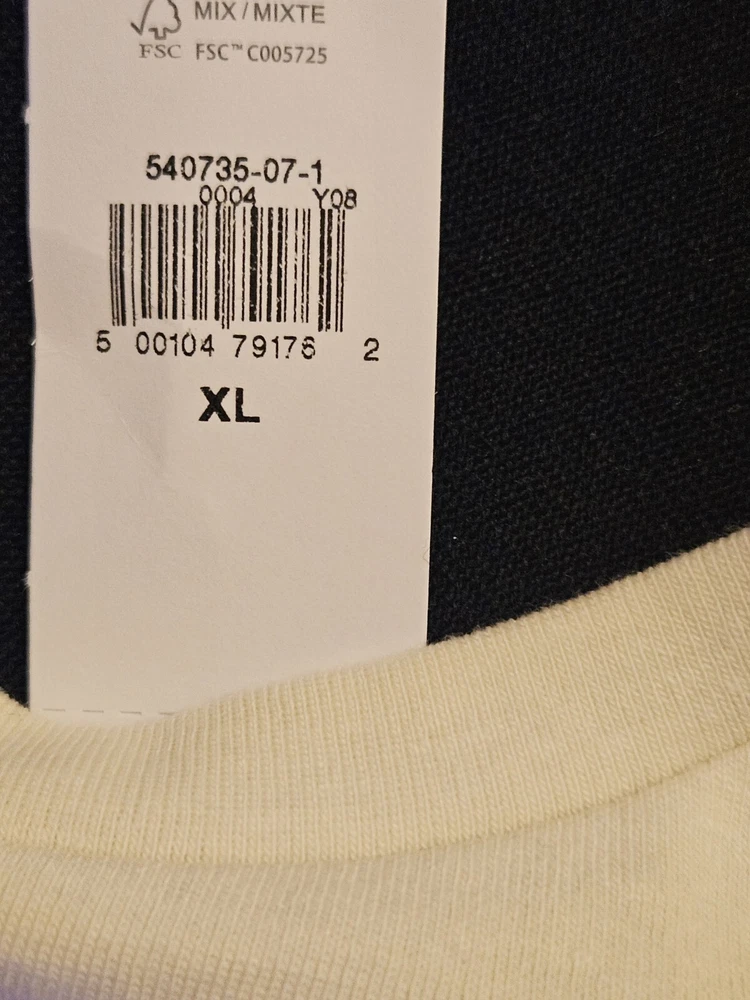 MIX / MIXTE
FSC FSC™ C005725
540735-07-1
0004 Y08
5 00104 79176 2
XL